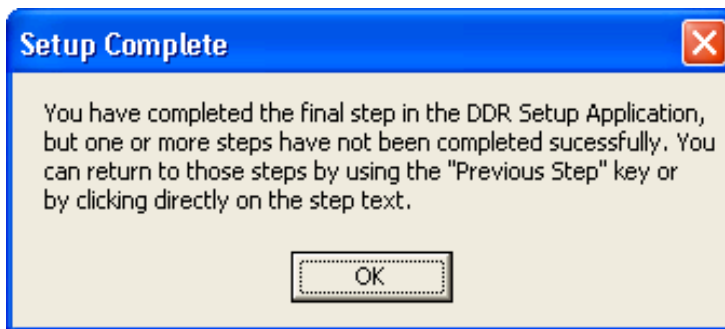 Setup Complete
You have completed the final step in the DDR Setup Application,
but one or more steps have not been completed sucessfully. You
can return to those steps by using the "Previous Step" key or
by clicking directly on the step text.
OK